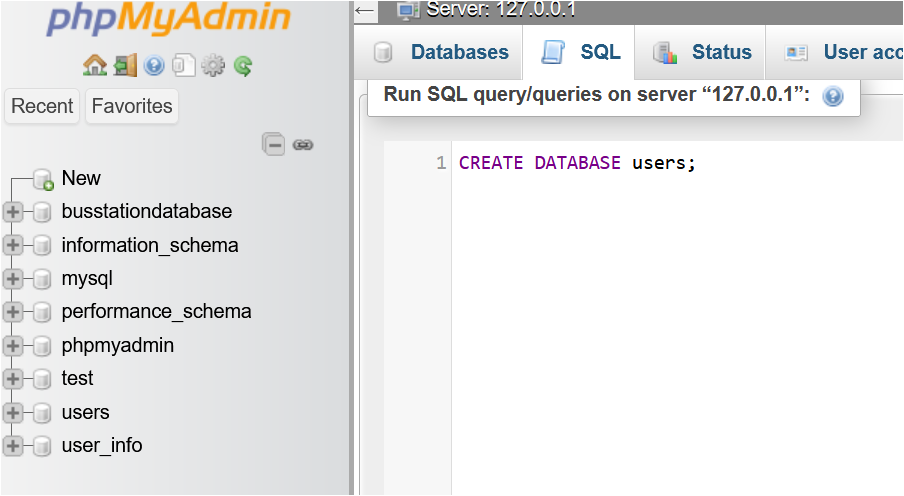 phpMyAdmin
Recent Favorites
New
busstationdatabase
information_schema
mysql
performance_schema
phpmyadmin
test
users
user_info
Server: 127.0.0.1
Databases SQL Status User acc
Run SQL query/queries on server “127.0.0.1”:
1 CREATE DATABASE users;